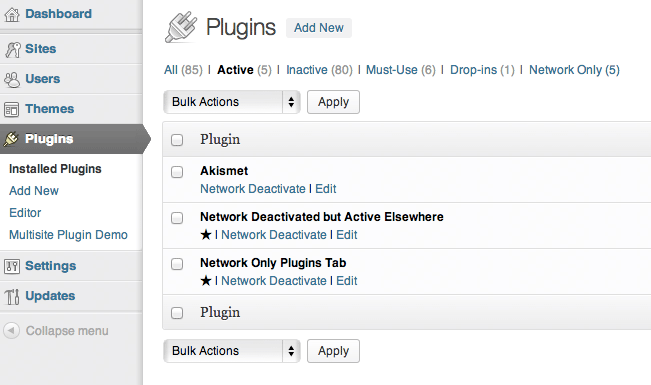 Dashboard
Sites
Users
Themes
Plugins
Installed Plugins
Add New
Editor
Multisite Plugin Demo
Settings
Updates
Collapse menu
Plugins Add New
All (85) | Active (5) | Inactive (80) | Must-Use (6) | Drop-ins (1) | Network Only (5)
Bulk Actions Apply
Plugin
Akismet
Network Deactivate | Edit
Network Deactivated but Active Elsewhere
★ | Network Deactivate | Edit
Network Only Plugins Tab
★ | Network Deactivate | Edit
Plugin
Bulk Actions Apply